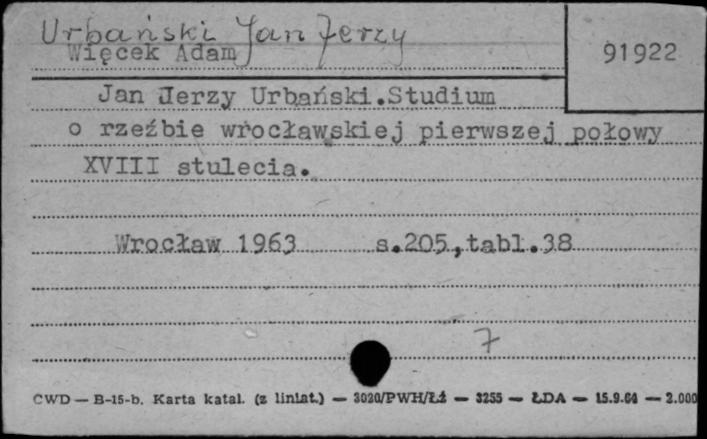 Urbański Jan Jerzy
Więcek Adam
91922
Jan Jerzy Urbański.Studium
o rzeźbie wrocławskiej pierwszej połowy
XVIII stulecia.
Wrocław 1963 s.205,tabl.38
7
CWD — B-15-b. Karta katal. (z liniat.) — 3020/PWH/Łź — 3255 — ŁDA — 15.9.64 — 2.000